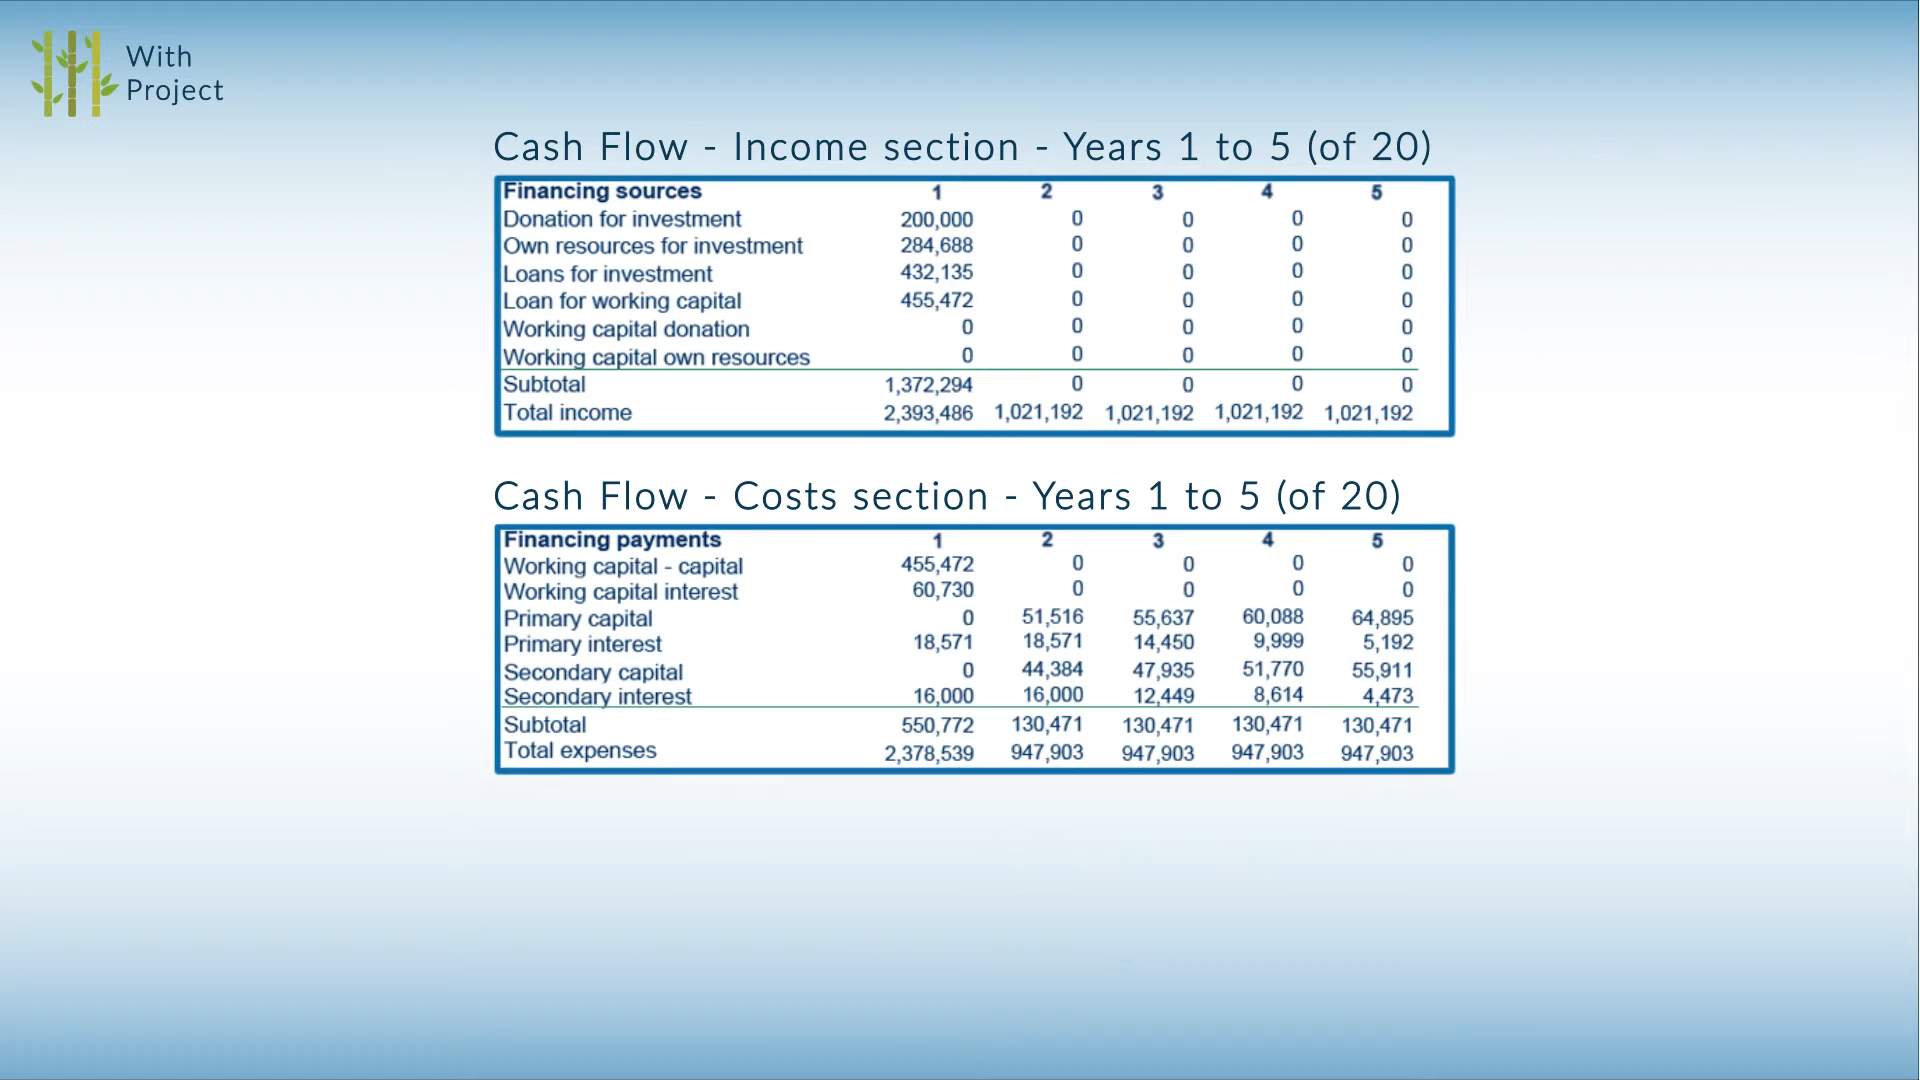 With
Project
Cash Flow - Income section - Years 1 to 5 (of 20)
Financing sources 1 2 3 4 5
Donation for investment 200,000 0 0 0 0
Own resources for investment 284,688 0 0 0 0
Loans for investment 432,135 0 0 0 0
Loan for working capital 455,472 0 0 0 0
Working capital donation 0 0 0 0 0
Working capital own resources 0 0 0 0 0
Subtotal 1,372,294 0 0 0 0
Total income 2,393,486 1,021,192 1,021,192 1,021,192 1,021,192
Cash Flow - Costs section - Years 1 to 5 (of 20)
Financing payments 1 2 3 4 5
Working capital - capital 455,472 0 0 0 0
Working capital interest 60,730 0 0 0 0
Primary capital 0 51,516 55,637 60,088 64,895
Primary interest 18,571 18,571 14,450 9,999 5,192
Secondary capital 0 44,384 47,935 51,770 55,911
Secondary interest 16,000 16,000 12,449 8,614 4,473
Subtotal 550,772 130,471 130,471 130,471 130,471
Total expenses 2,378,539 947,903 947,903 947,903 947,903